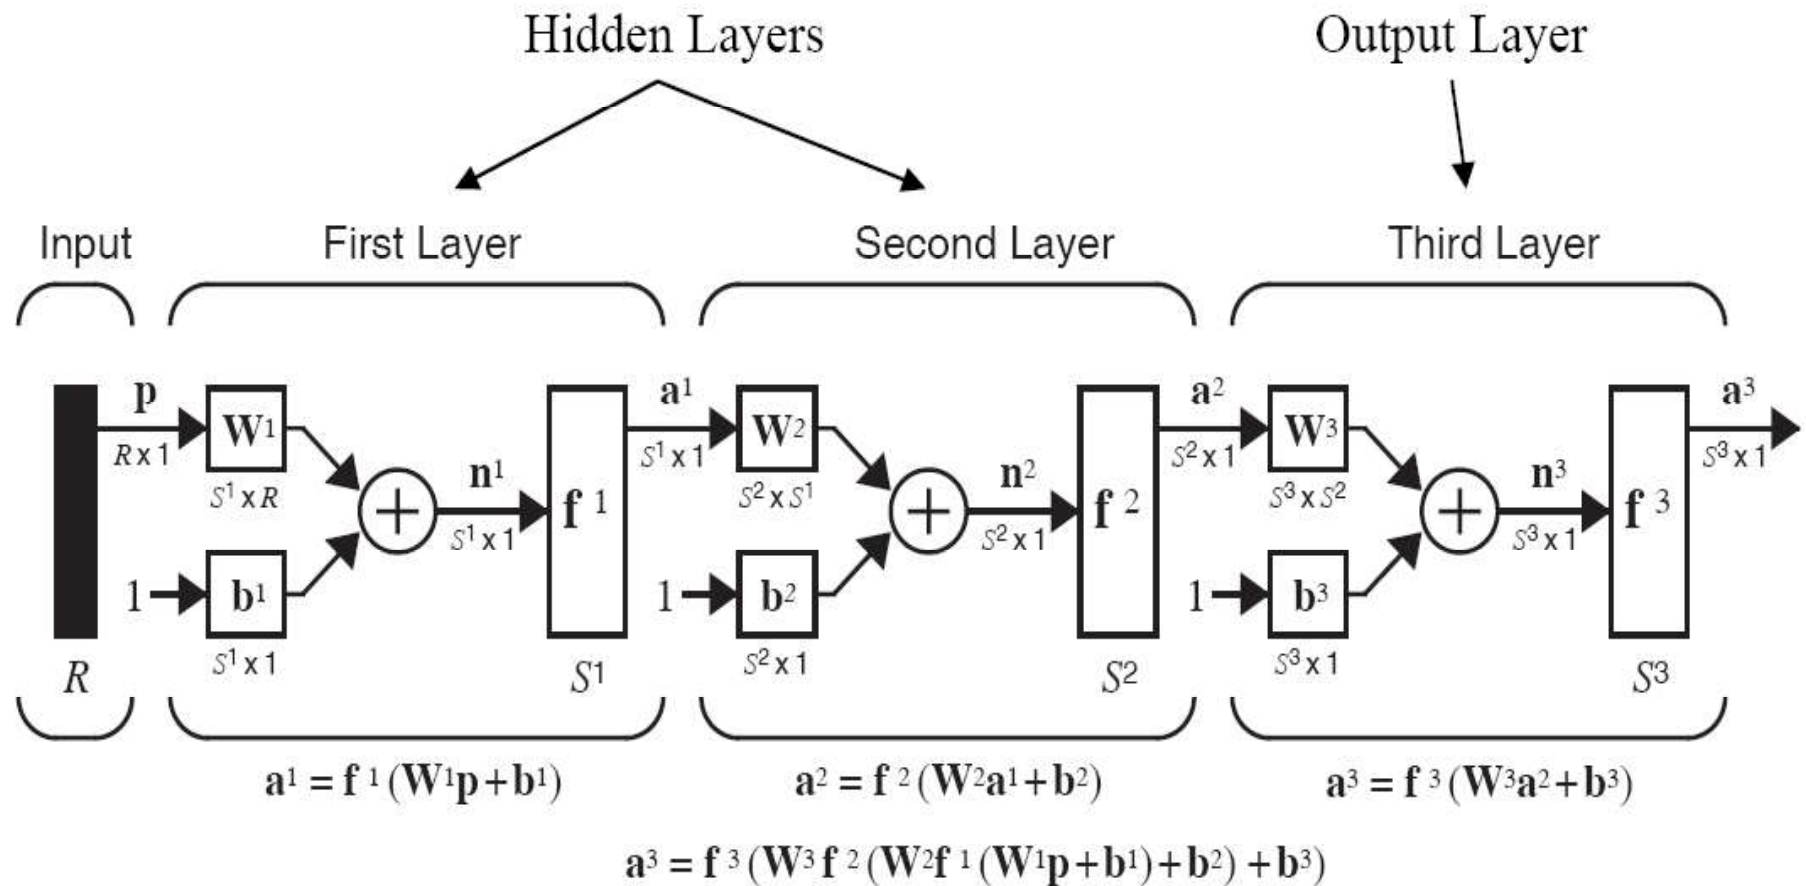 Hidden Layers Output Layer
Input First Layer Second Layer Third Layer
p a¹ a² a³
W¹ W² W³
R x 1 S¹ x 1 S² x 1 S³ x 1
S¹ x R n¹ S² x S¹ n² S³ x S² n³
+ f 1 + f 2 + f 3
S¹ x 1 S² x 1 S³ x 1
1 b¹ 1 b² 1 b³
S¹ x 1 S² x 1 S³ x 1
R S¹ S² S³
a¹ = f ¹ (W¹p+b¹) a² = f ² (W²a¹+b²) a³ = f ³ (W³a²+b³)
a³ = f ³ (W³ f ² (W²f ¹ (W¹p+b¹)+b²) +b³)